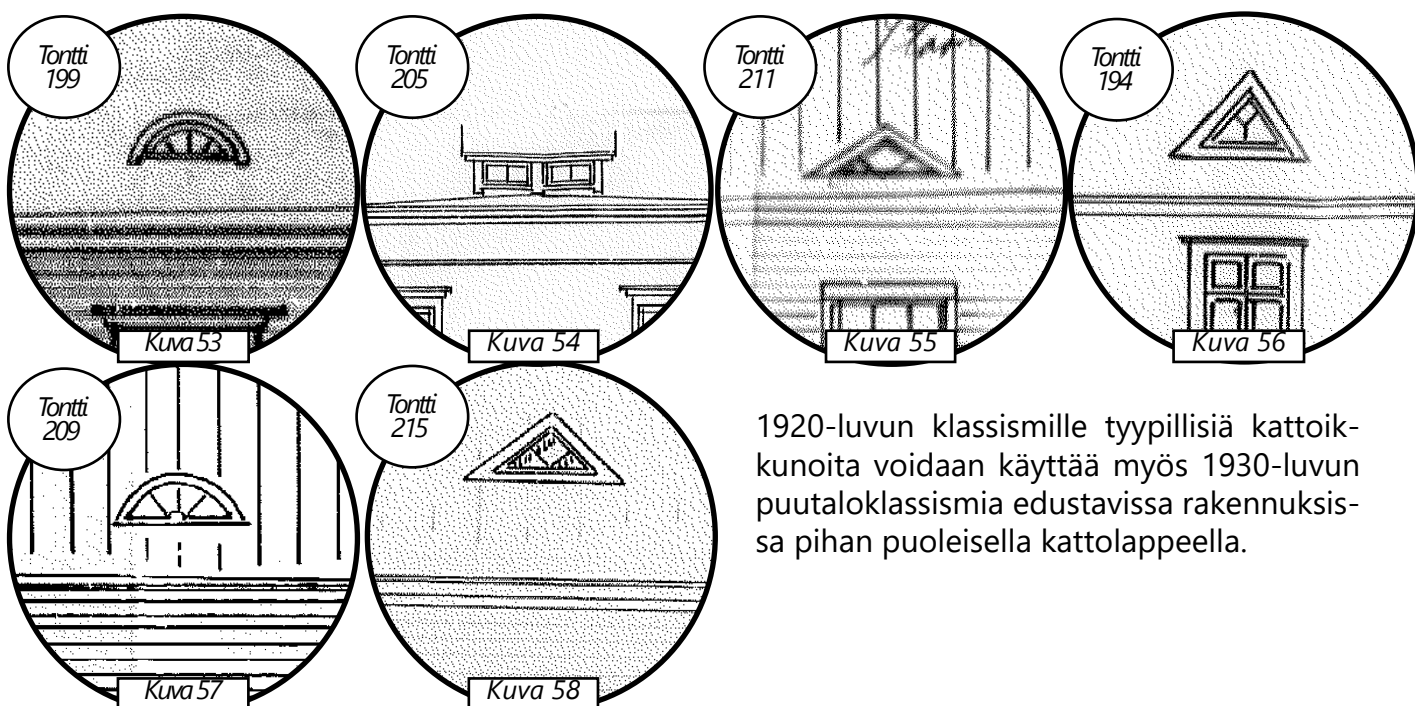 Tontti
199
Kuva 53
Tontti
205
Kuva 54
Tontti
211
Kuva 55
Tontti
194
Kuva 56
Tontti
209
Kuva 57
Tontti
215
Kuva 58
1920-luvun klassismille tyypillisiä kattoik-
kunoita voidaan käyttää myös 1930-luvun
puutaloklassismia edustavissa rakennuksis-
sa pihan puoleisella kattolappeella.